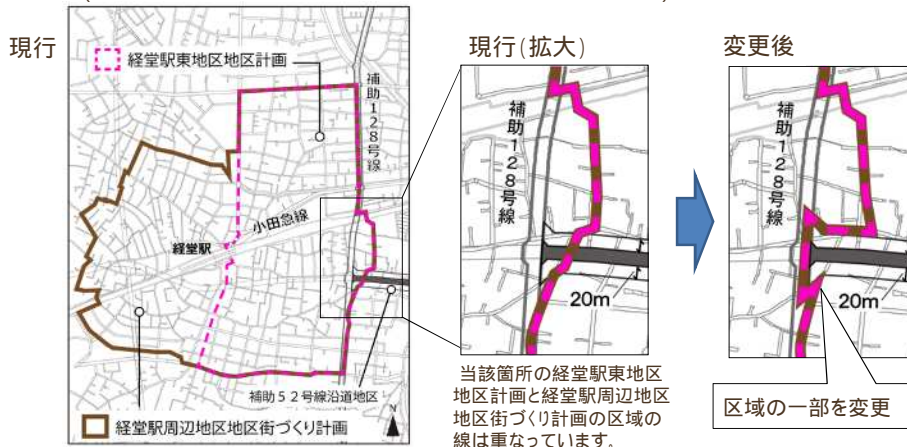 現行
経堂駅東地区地区計画
補助128号線
小田急線
経堂駅
補助52号線沿道地区
N
経堂駅周辺地区地区街づくり計画
現行(拡大)
補助128号線
20m
当該箇所の経堂駅東地区
地区計画と経堂駅周辺地区
地区街づくり計画の区域の
線は重なっています。
変更後
補助128号線
20m
区域の一部を変更